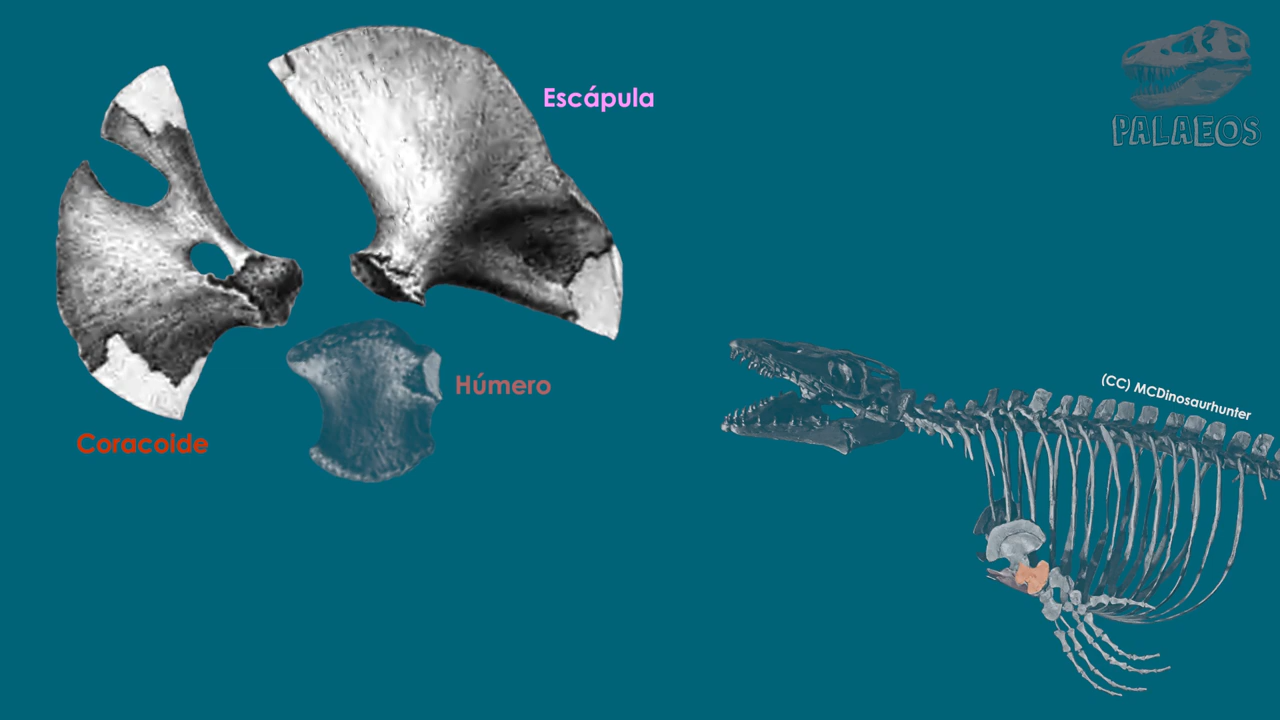 Escápula
PALAEOS
Húmero
(CC) MCDinosaurhunter
Coracoide